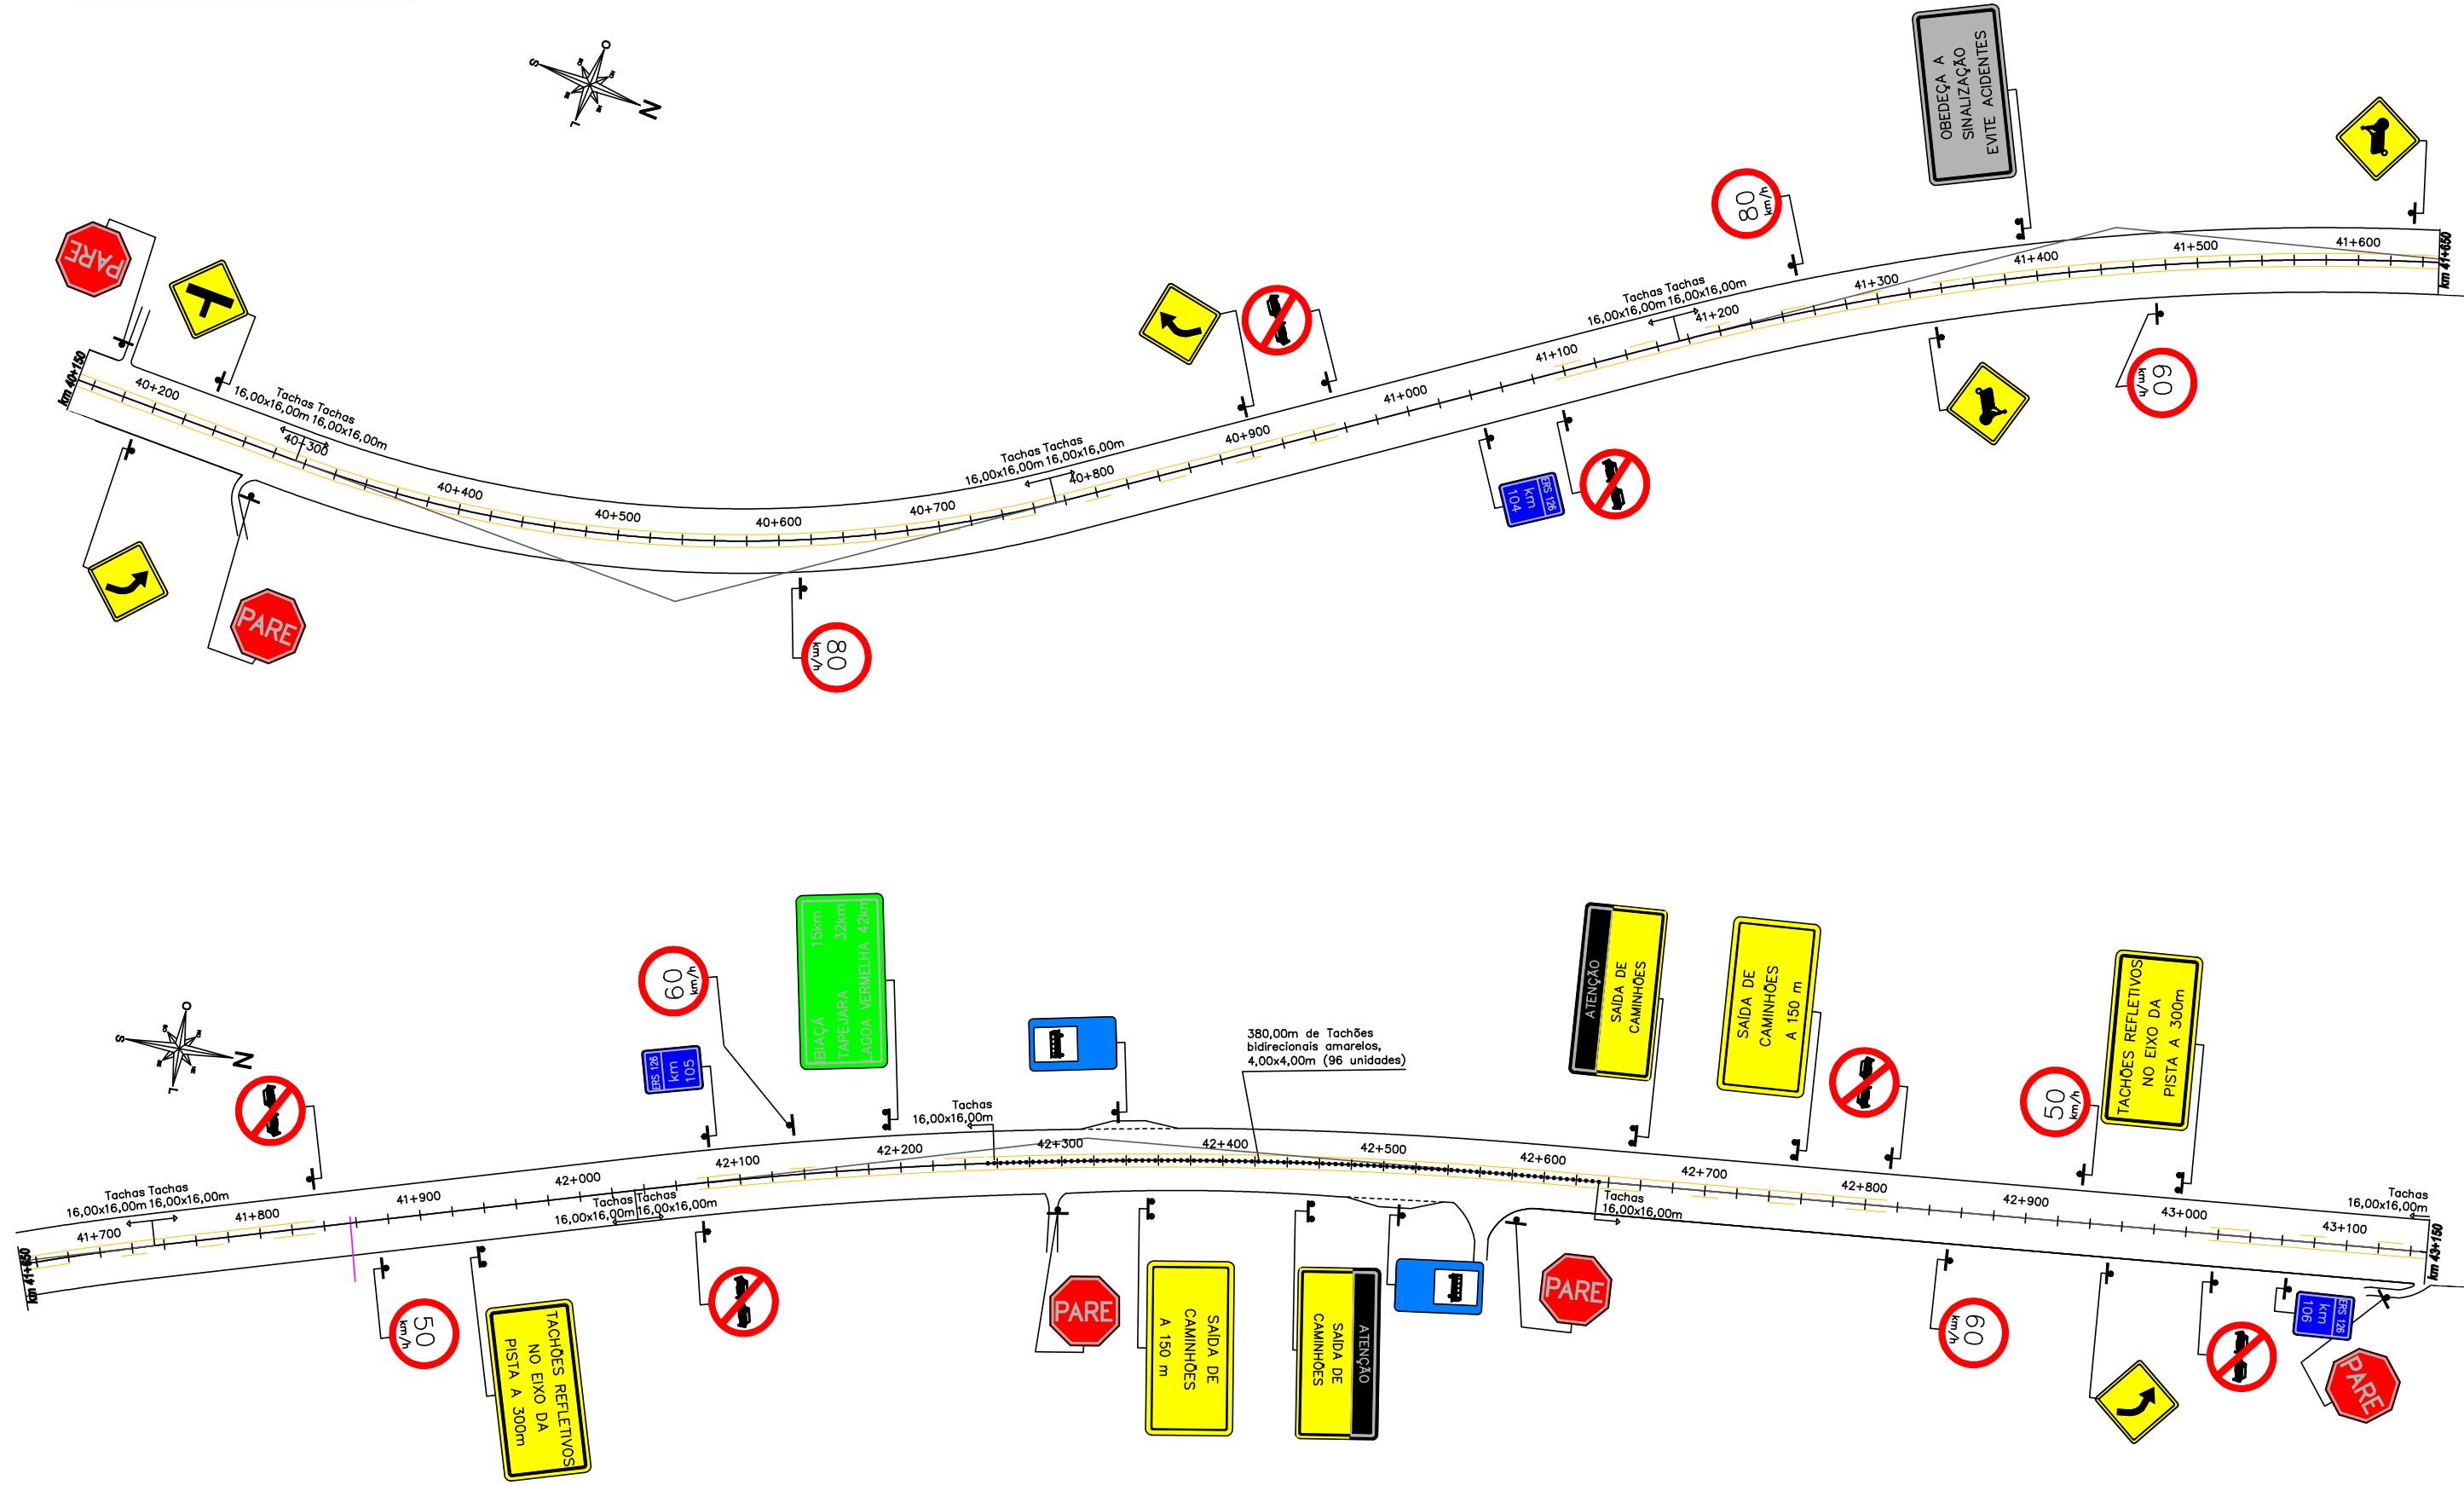 O
S
N
L
OBEDEÇA A
SINALIZAÇÃO
EVITE ACIDENTES
80
km/h
PARE
km 40+150
40+200
Tachas Tachas
16,00x16,00m 16,00x16,00m
40+300
40+400
40+500
40+600
40+700
Tachas Tachas
16,00x16,00m 16,00x16,00m
40+800
40+900
41+000
41+100
Tachas Tachas
16,00x16,00m 16,00x16,00m
41+200
41+300
41+400
41+500
41+600
km 41+650
PARE
80
km/h
ERS 126
km
104
60
km/h
O
S
N
L
60
km/h
ERS 126
km
105
IBIAÇÁ 15km
TAPEJARA 32km
LAGOA VERMELHA 42km
380,00m de Tachões
bidirecionais amarelos,
4,00x4,00m (96 unidades)
ATENÇÃO
SAÍDA DE
CAMINHÕES
SAÍDA DE
CAMINHÕES
A 150 m
50
km/h
TACHÕES REFLETIVOS
NO EIXO DA
PISTA A 300m
km 41+650
41+700
Tachas Tachas
16,00x16,00m 16,00x16,00m
41+800
41+900
42+000
Tachas Tachas
16,00x16,00m 16,00x16,00m
42+100
42+200
Tachas
16,00x16,00m
42+300
42+400
42+500
42+600
Tachas
16,00x16,00m
42+700
42+800
42+900
43+000
43+100
Tachas
16,00x16,00m
km 43+150
50
km/h
TACHÕES REFLETIVOS
NO EIXO DA
PISTA A 300m
PARE
SAÍDA DE
CAMINHÕES
A 150 m
ATENÇÃO
SAÍDA DE
CAMINHÕES
PARE
60
km/h
ERS 126
km
106
PARE